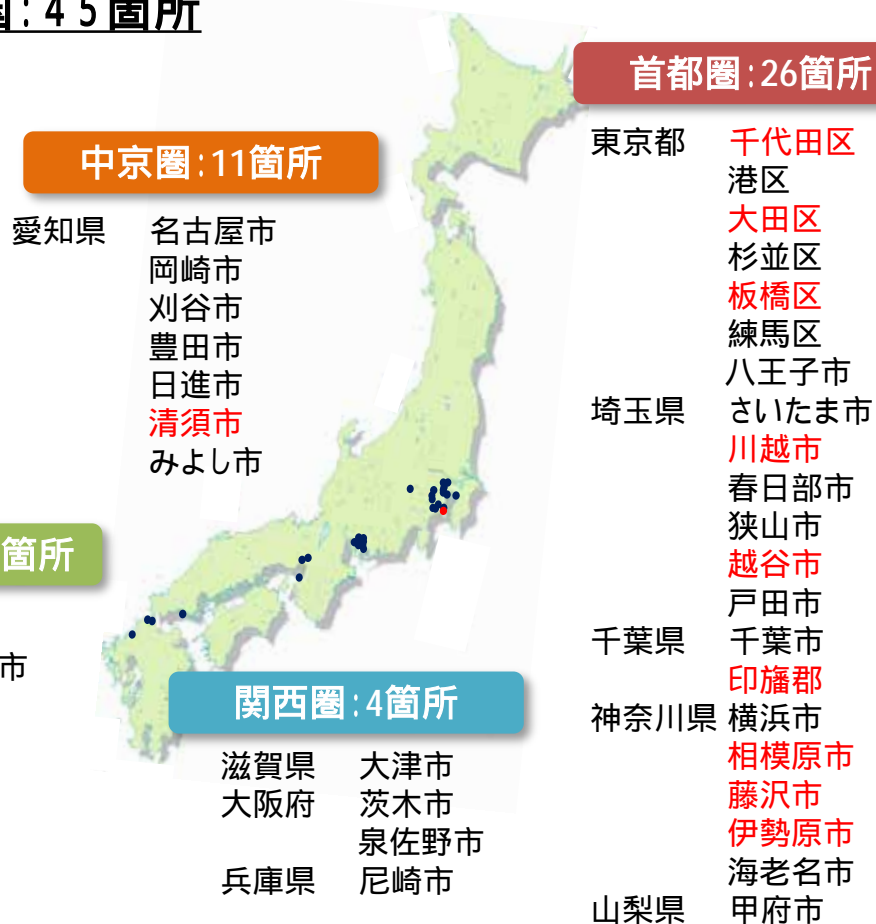 :45箇所
中京圏:11箇所
愛知県 名古屋市
岡崎市
刈谷市
豊田市
日進市
清須市
みよし市
箇所
市
関西圏:4箇所
滋賀県 大津市
大阪府 茨木市
泉佐野市
兵庫県 尼崎市
首都圏:26箇所
東京都 千代田区
港区
大田区
杉並区
板橋区
練馬区
八王子市
埼玉県 さいたま市
川越市
春日部市
狭山市
越谷市
戸田市
千葉県 千葉市
印旛郡
神奈川県 横浜市
相模原市
藤沢市
伊勢原市
海老名市
山梨県 甲府市